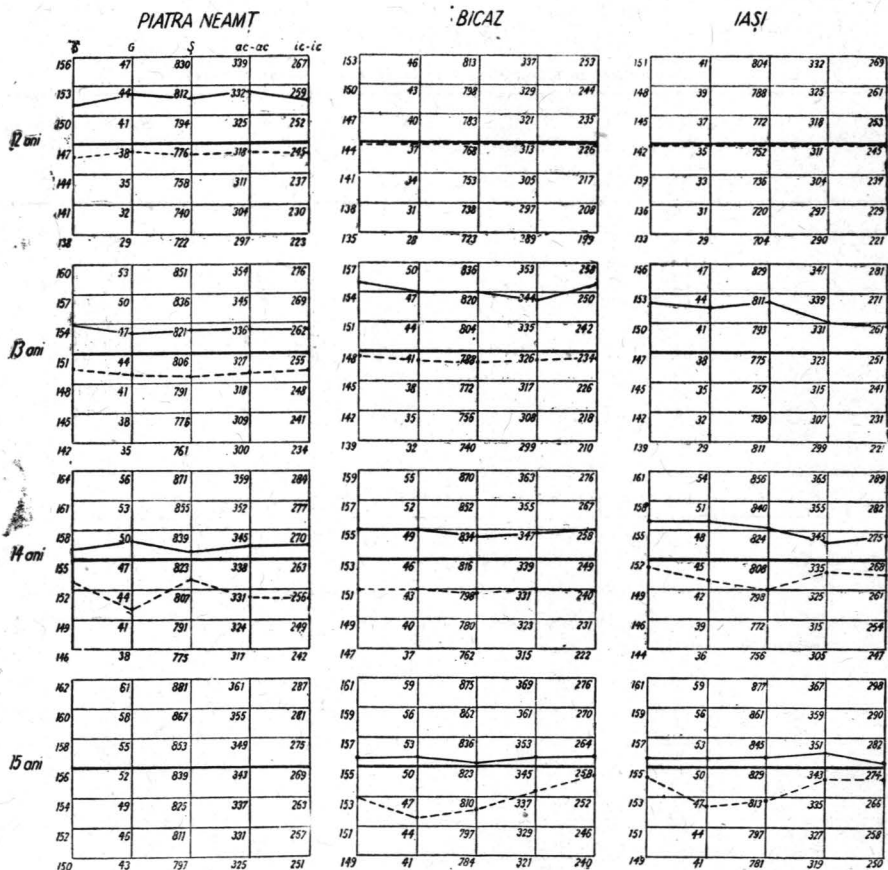 PIATRA NEAMȚ BICAZ IAȘI
G Ș ac-ac ic-ic
156 47 830 339 267 153 46 813 337 253 151 41 804 332 269
153 44 812 332 259 150 43 798 329 244 148 39 788 325 261
250 41 794 325 252 147 40 783 321 235 145 37 772 318 253
12 ani
147 38 776 318 245 144 37 768 313 226 142 35 752 311 245
144 35 758 311 237 141 34 753 305 217 139 33 736 304 237
141 32 740 304 230 138 31 738 297 208 136 31 720 297 229
138 29 722 297 223 135 28 723 289 199 133 29 704 290 221
160 53 851 354 276 157 50 836 353 258 156 47 829 347 281
157 50 836 345 269 154 47 820 344 250 153 44 811 339 271
154 47 821 336 262 151 44 804 335 242 150 41 793 331 261
13 ani
151 44 806 327 255 148 41 788 326 234 147 38 775 323 251
148 41 791 318 248 145 38 772 317 226 145 35 757 315 241
145 38 776 309 241 142 35 756 308 218 142 32 739 307 231
142 35 761 300 234 139 32 740 299 210 139 29 811 299 221
164 56 871 359 284 159 55 870 363 276 161 54 856 365 289
161 53 855 352 277 157 52 852 355 267 158 51 840 355 282
158 50 839 345 270 155 49 834 347 258 155 48 824 345 275
14 ani
155 47 823 338 263 153 46 816 339 249 152 45 808 335 268
152 44 807 331 256 151 43 798 331 240 149 42 798 325 261
149 41 791 324 249 149 40 780 323 231 146 39 772 315 254
146 38 775 317 242 147 37 762 315 222 144 36 756 305 247
162 61 881 361 287 161 59 875 369 276 161 59 877 367 298
160 58 867 355 281 159 56 862 361 270 159 56 861 359 290
158 55 853 349 275 157 53 836 353 264 157 53 845 351 282
15 ani
156 52 839 343 269 155 50 823 345 258 155 50 829 343 274
154 49 825 337 263 153 47 810 337 252 153 47 813 335 266
152 46 811 331 257 151 44 797 329 246 151 44 797 327 258
150 43 797 325 251 149 41 784 321 240 149 41 781 319 250